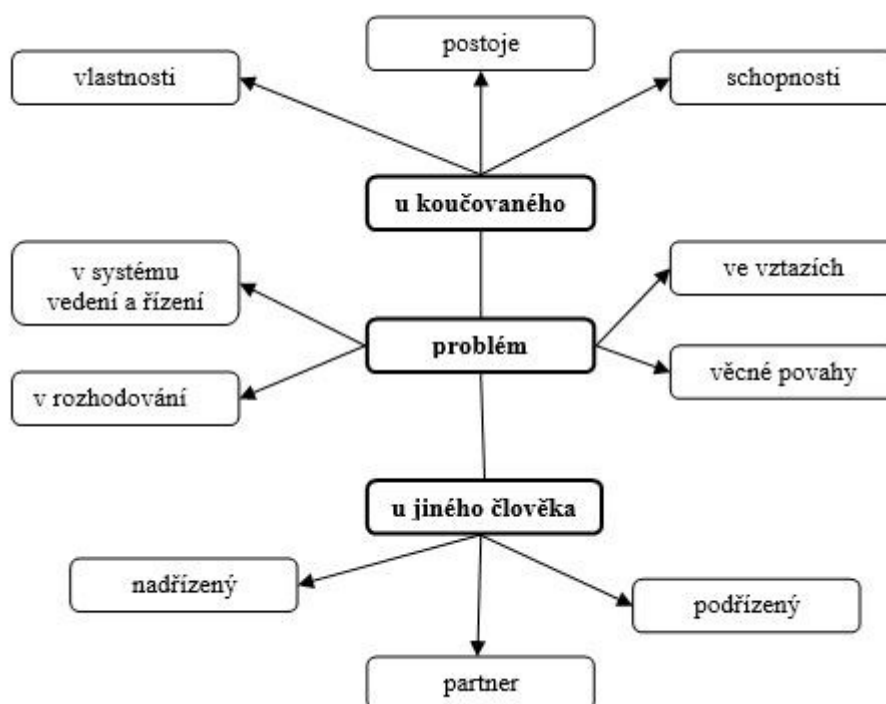 postoje
vlastnosti
schopnosti
u koučovaného
v systému
vedení a řízení
ve vztazích
problém
věcné povahy
v rozhodování
u jiného člověka
nadřízený
podřízený
partner